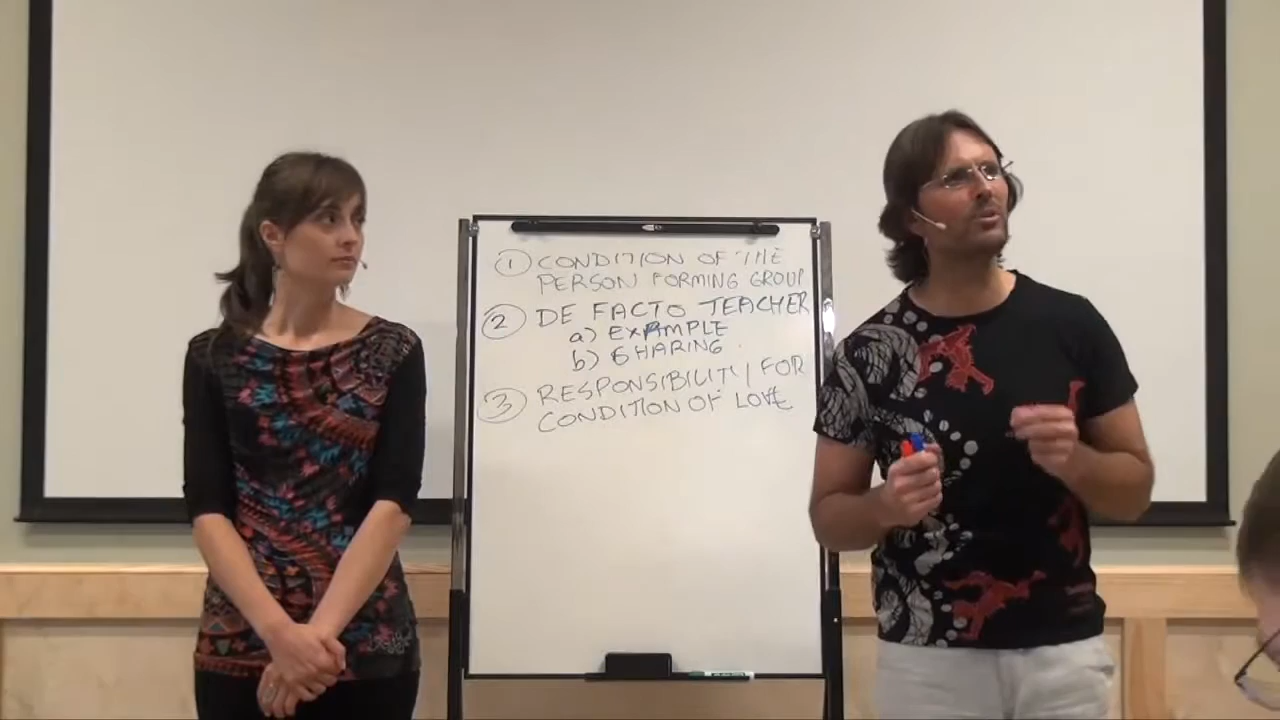 ① CONDITION OF THE
PERSON FORMING GROUP
② DE FACTO TEACHER
a) EXAMPLE
b) SHARING
③ RESPONSIBILITY FOR
CONDITION OF LOVE